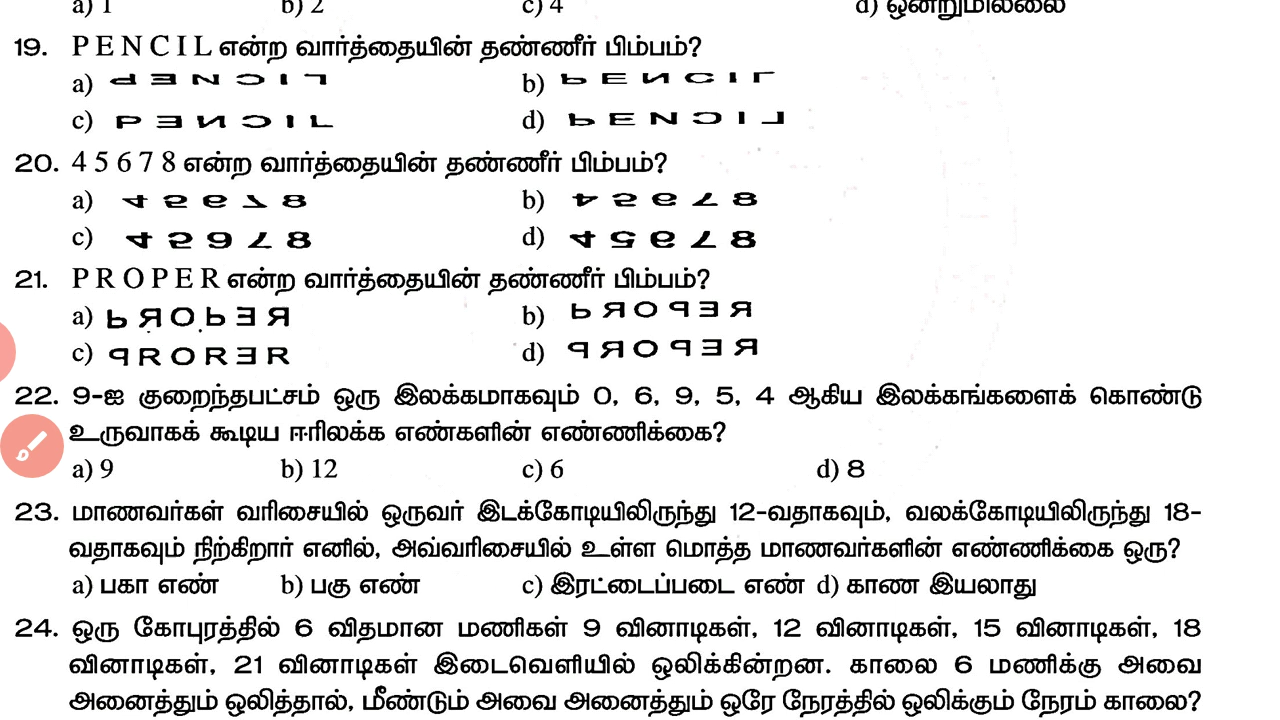 a) 1 b) 2 c) 4 d) ஒன்றுமில்லை
19. P E N C I L என்ற வார்த்தையின் தண்ணீர் பிம்பம்?
a) b)
c) d)
20. 4 5 6 7 8 என்ற வார்த்தையின் தண்ணீர் பிம்பம்?
a) b)
c) d)
21. P R O P E R என்ற வார்த்தையின் தண்ணீர் பிம்பம்?
a) b)
c) d)
22. 9-ஐ குறைந்தபட்சம் ஒரு இலக்கமாகவும் 0, 6, 9, 5, 4 ஆகிய இலக்கங்களைக் கொண்டு
உருவாகக் கூடிய ஈரிலக்க எண்களின் எண்ணிக்கை?
a) 9 b) 12 c) 6 d) 8
23. மாணவர்கள் வரிசையில் ஒருவர் இடக்கோடியிலிருந்து 12-வதாகவும், வலக்கோடியிலிருந்து 18-
வதாகவும் நிற்கிறார் எனில், அவ்வரிசையில் உள்ள மொத்த மாணவர்களின் எண்ணிக்கை ஒரு?
a) பகா எண் b) பகு எண் c) இரட்டைப்படை எண் d) காண இயலாது
24. ஒரு கோபுரத்தில் 6 விதமான மணிகள் 9 வினாடிகள், 12 வினாடிகள், 15 வினாடிகள், 18
வினாடிகள், 21 வினாடிகள் இடைவெளியில் ஒலிக்கின்றன. காலை 6 மணிக்கு அவை
அனைத்தும் ஒலித்தால், மீண்டும் அவை அனைத்தும் ஒரே நேரத்தில் ஒலிக்கும் நேரம் காலை?